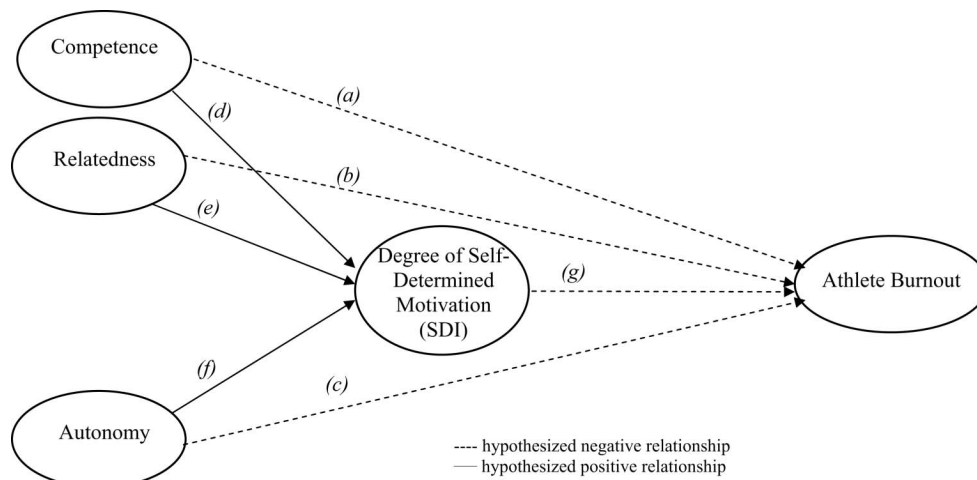 Competence
(a)
(d)
Relatedness
(b)
(e)
Degree of Self-
Determined
Motivation
(SDI)
(g)
Athlete Burnout
(f)
(c)
Autonomy
---- hypothesized negative relationship
— hypothesized positive relationship